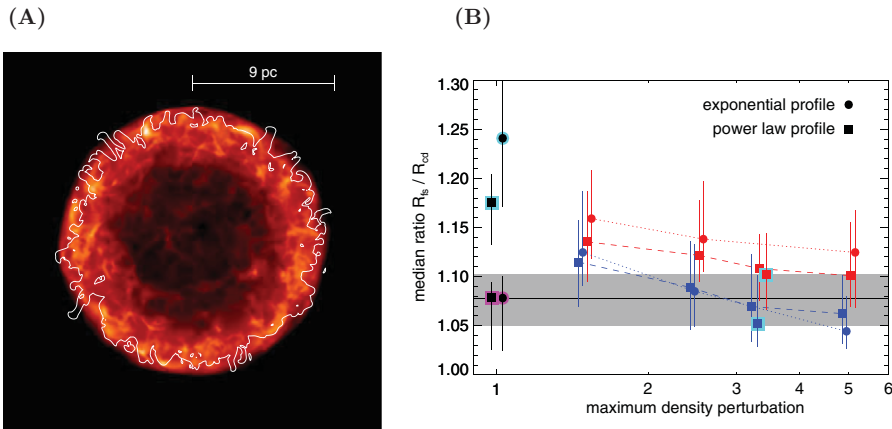 (A)
9 pc
(B)
median ratio R_fs / R_cd
1.30
1.25
1.20
1.15
1.10
1.05
1.00
exponential profile
power law profile
1 2 3 4 5 6
maximum density perturbation